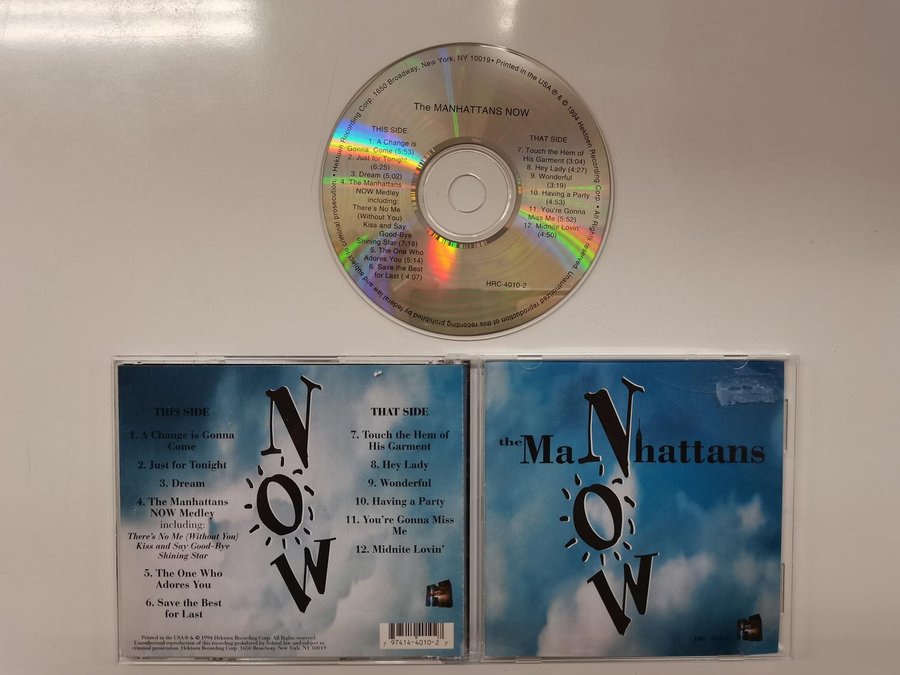 Hektoen Recording Corp. 1650 Broadway, New York, NY 10019 • Printed in the USA ℗ & © 1994 Hektoen Recording Corp. • All Rights reserved. Unauthorized reproduction of this recording prohibited by federal law and subject to criminal prosecution. •
The MANHATTANS NOW
THIS SIDE
1. A Change is
Gonna Come (5:53)
2. Just for Tonight
(6:25)
3. Dream (5:02)
4. The Manhattans
NOW Medley
including:
There's No Me
(Without You)
Kiss and Say
Good-Bye
Shining Star (7:18)
5. The One Who
Adores You (5:14)
6. Save the Best
for Last (4:07)
THAT SIDE
7. Touch the Hem of
His Garment (3:04)
8. Hey Lady (4:27)
9. Wonderful
(3:19)
10. Having a Party
(4:53)
11. You're Gonna
Miss Me (5:52)
12. Midnite Lovin'
(4:50)
HRC-4010-2
THIS SIDE
1. A Change is Gonna
Come
2. Just for Tonight
3. Dream
4. The Manhattans
NOW Medley
including:
There's No Me (Without You)
Kiss and Say Good-Bye
Shining Star
5. The One Who
Adores You
6. Save the Best
for Last
NOW
THAT SIDE
7. Touch the Hem of
His Garment
8. Hey Lady
9. Wonderful
10. Having a Party
11. You're Gonna Miss
Me
12. Midnite Lovin'
Printed in the USA℗ & © 1994 Hektoen Recording Corp. All Rights reserved.
Unauthorized reproduction of this recording prohibited by federal law and subject to
criminal prosecution. Hektoen Recording Corp. 1650 Broadway, New York, NY 10019
7 97414-4010-2 7
the MaNhattans
NOW